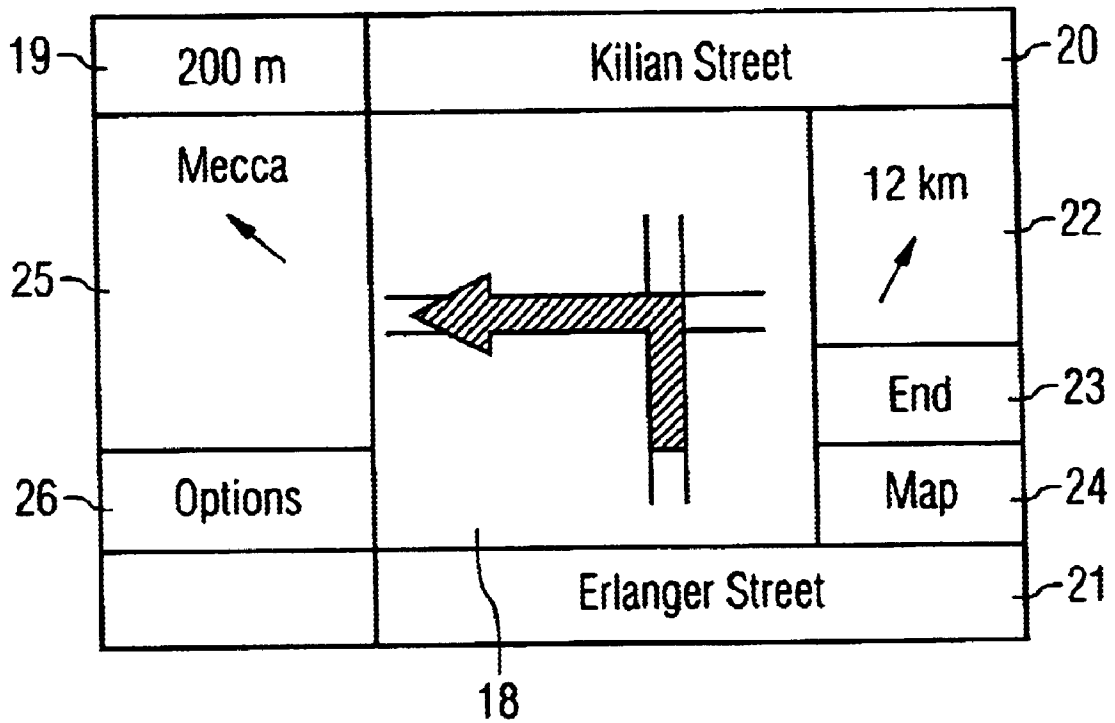 19
200 m
Kilian Street
20
Mecca
12 km
22
25
End
23
26
Options
Map
24
Erlanger Street
21
18